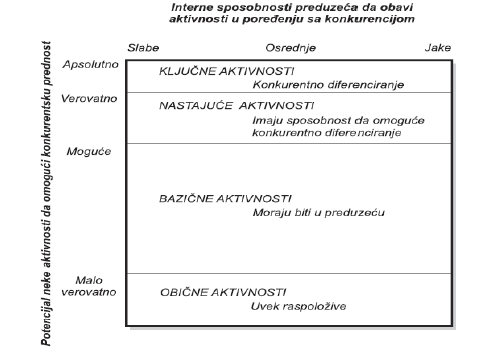 Interne sposobnosti preduzeća da obavi
aktivnosti u poređenju sa konkurencijom
Slabe Osrednje Jake
Apsolutno
KLJUČNE AKTIVNOSTI
Konkurentno diferenciranje
Verovatno
NASTAJUĆE AKTIVNOSTI
Imaju sposobnost da omoguće
konkurentno diferenciranje
Moguće
BAZIČNE AKTIVNOSTI
Moraju biti u preduzeću
Malo
verovatno
OBIČNE AKTIVNOSTI
Uvek raspoložive
Potencijal neke aktivnosti da omogući konkurentsku prednost